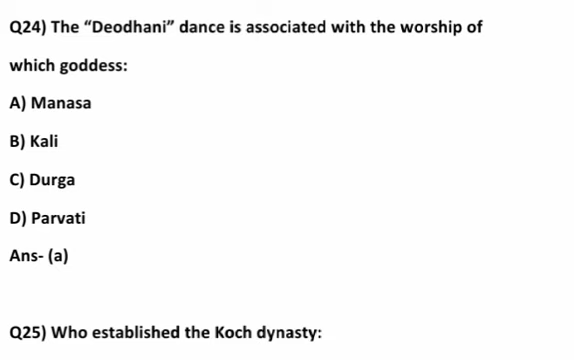 Q24) The “Deodhani” dance is associated with the worship of
which goddess:
A) Manasa
B) Kali
C) Durga
D) Parvati
Ans- (a)
Q25) Who established the Koch dynasty: